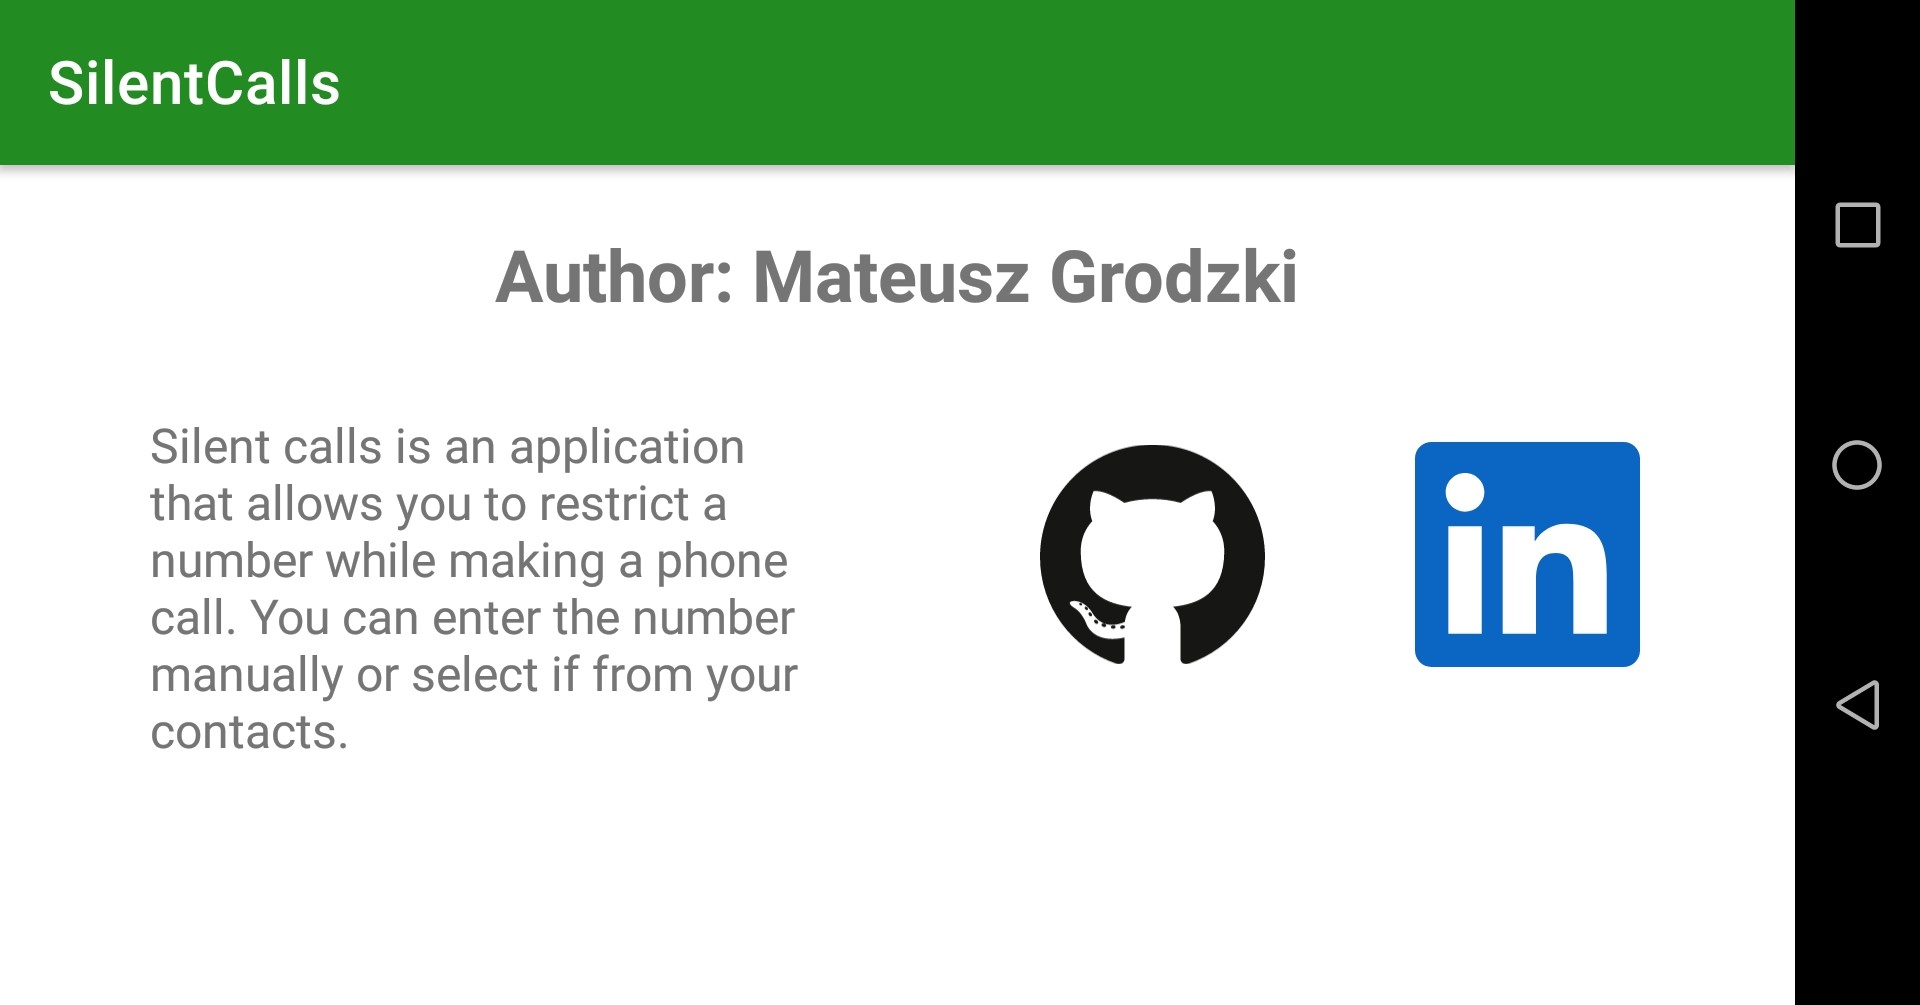 SilentCalls
Author: Mateusz Grodzki
Silent calls is an application
that allows you to restrict a
number while making a phone
call. You can enter the number
manually or select if from your
contacts.
in